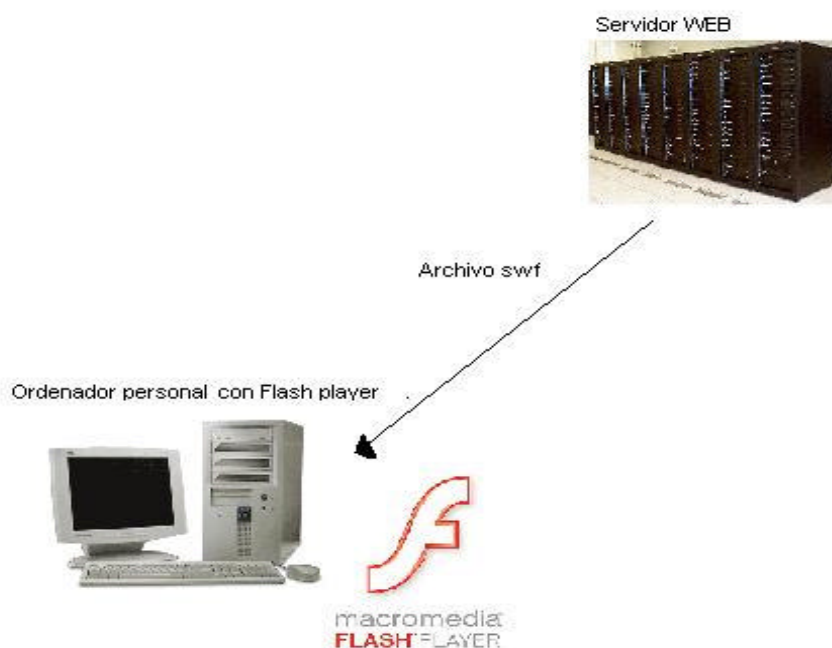 Servidor WEB
Archivo swf
Ordenador personal con Flash player
macromedia
FLASH PLAYER